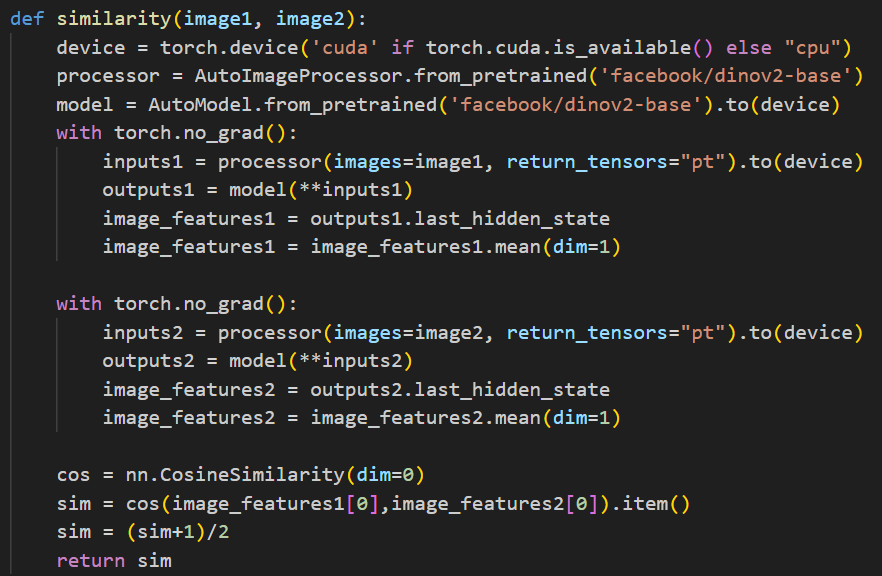 def similarity(image1, image2):
    device = torch.device('cuda' if torch.cuda.is_available() else "cpu")
    processor = AutoImageProcessor.from_pretrained('facebook/dinov2-base')
    model = AutoModel.from_pretrained('facebook/dinov2-base').to(device)
    with torch.no_grad():
        inputs1 = processor(images=image1, return_tensors="pt").to(device)
        outputs1 = model(**inputs1)
        image_features1 = outputs1.last_hidden_state
        image_features1 = image_features1.mean(dim=1)

    with torch.no_grad():
        inputs2 = processor(images=image2, return_tensors="pt").to(device)
        outputs2 = model(**inputs2)
        image_features2 = outputs2.last_hidden_state
        image_features2 = image_features2.mean(dim=1)

    cos = nn.CosineSimilarity(dim=0)
    sim = cos(image_features1[0],image_features2[0]).item()
    sim = (sim+1)/2
    return sim